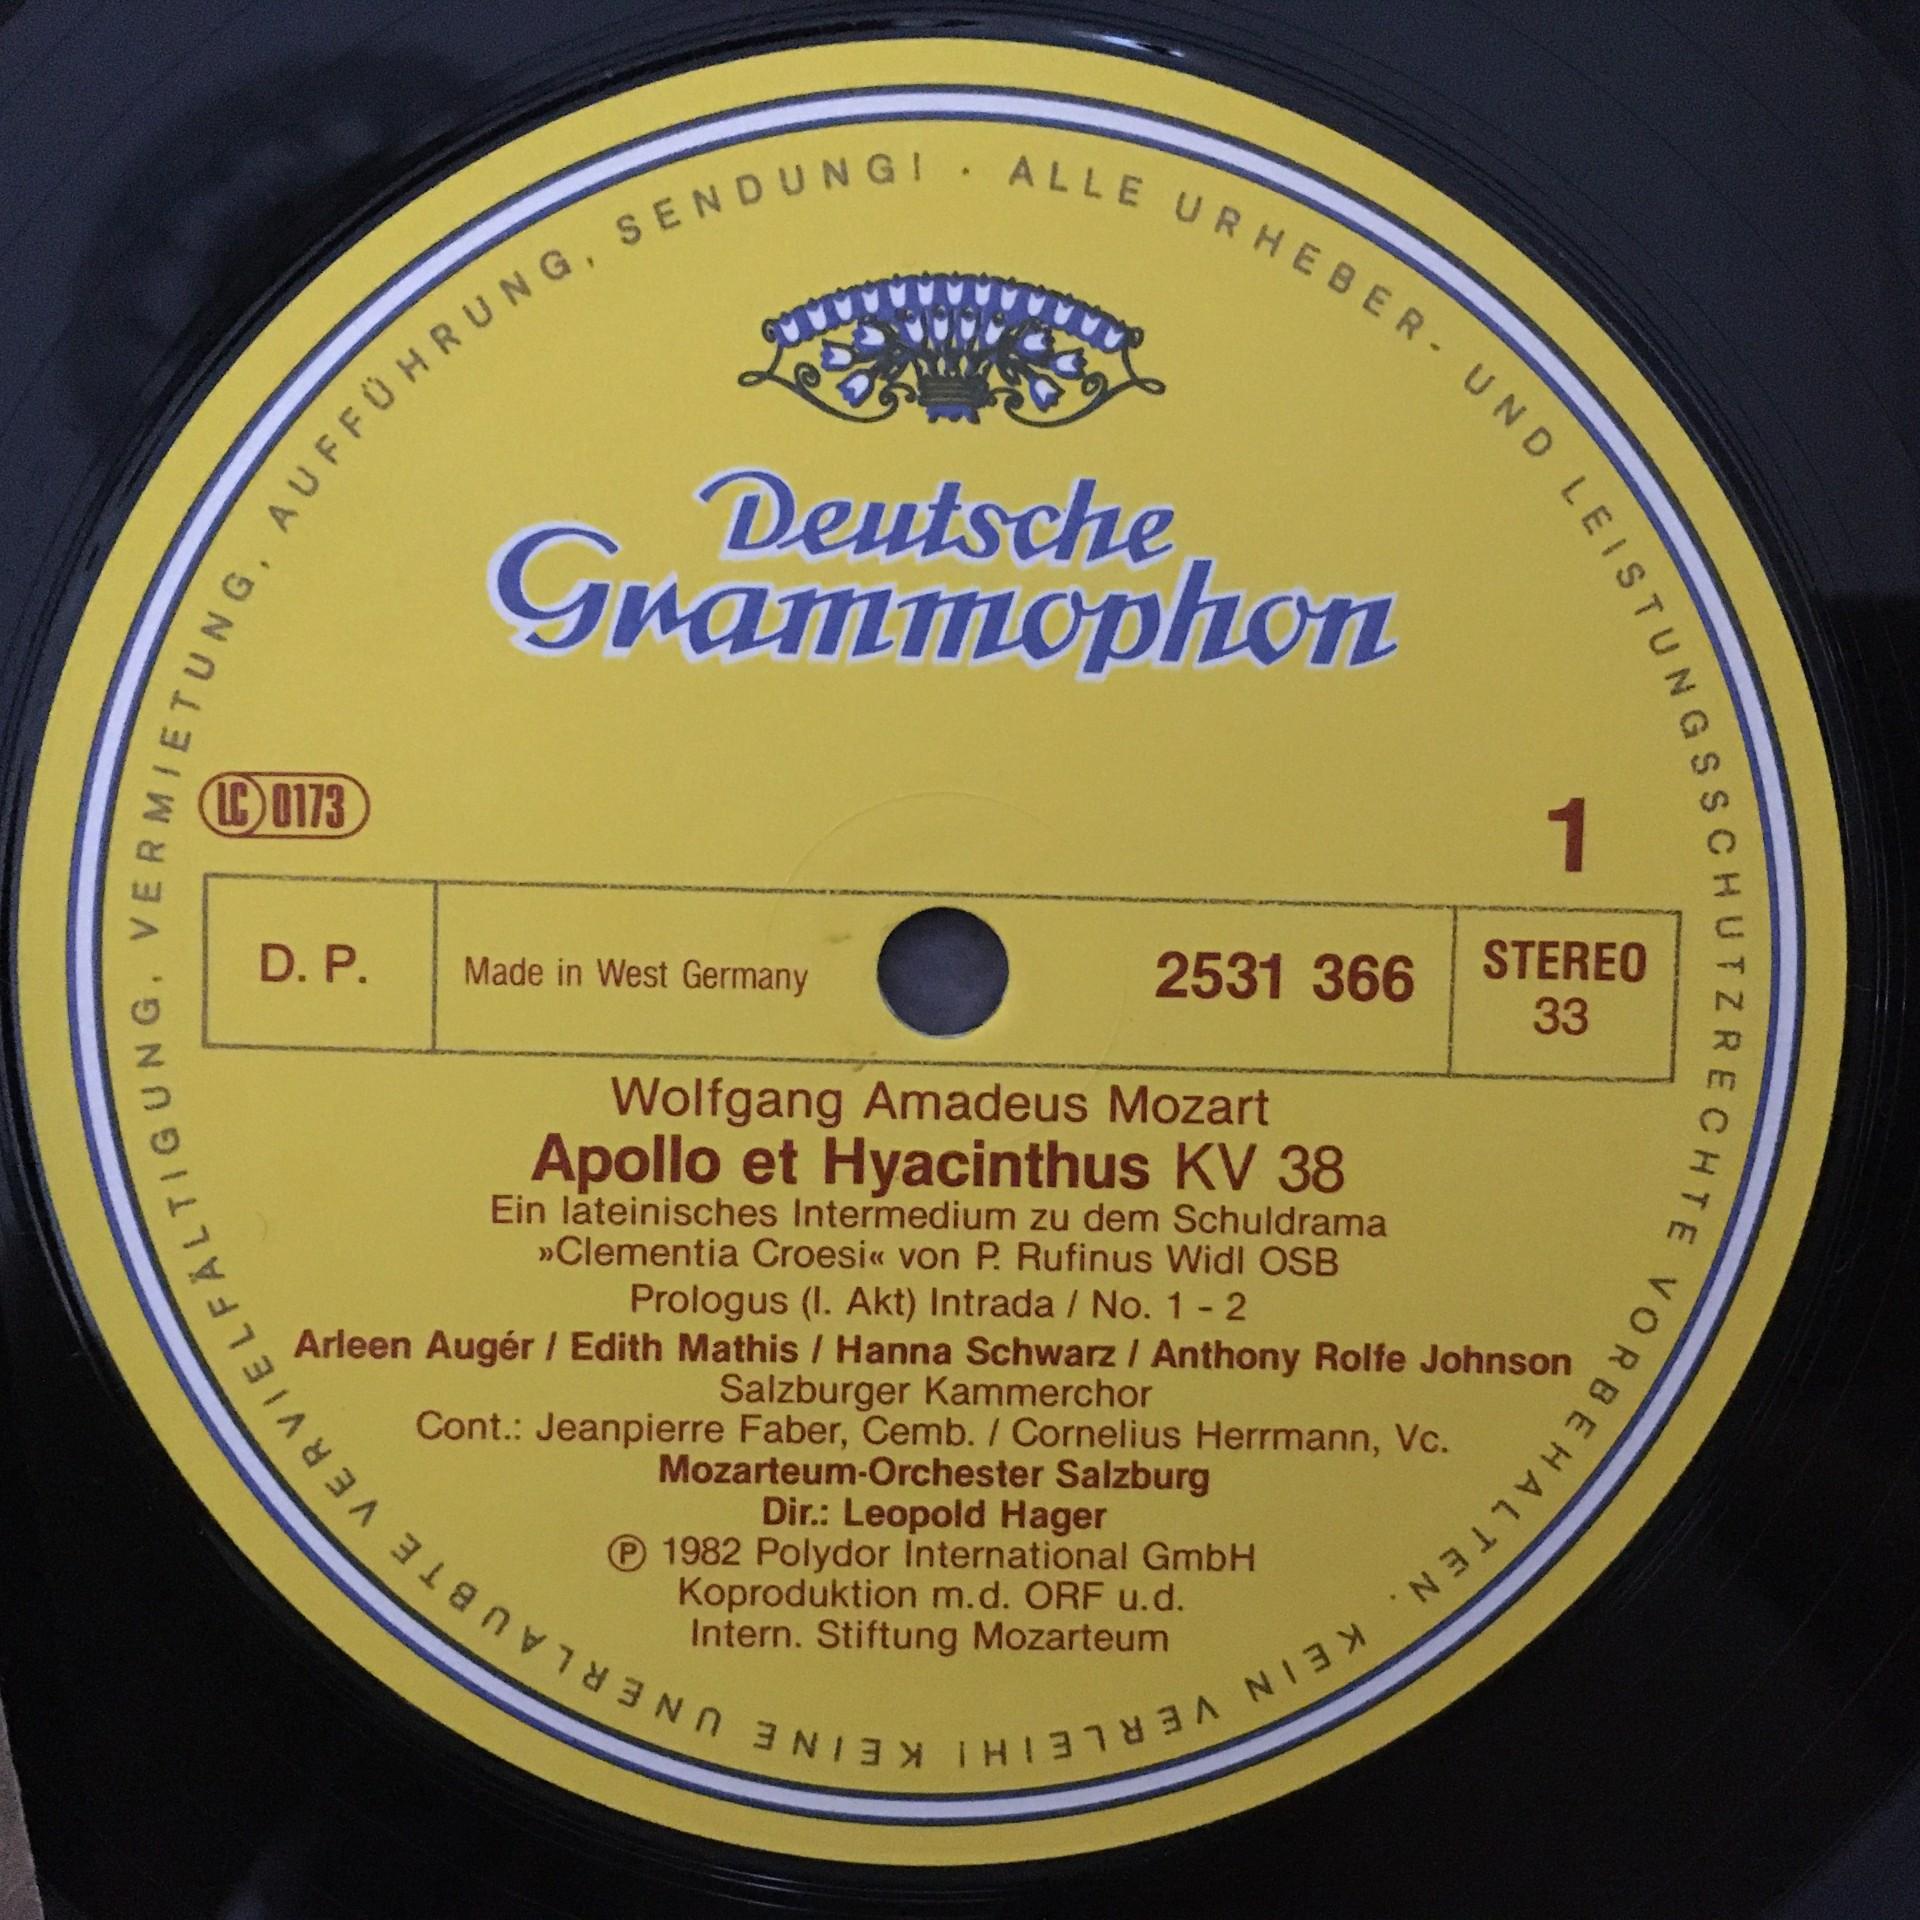 Deutsche
Grammophon
LC 0173
1
D. P.
Made in West Germany
2531 366
STEREO
33
Wolfgang Amadeus Mozart
Apollo et Hyacinthus KV 38
Ein lateinisches Intermedium zu dem Schuldrama
»Clementia Croesi« von P. Rufinus Widl OSB
Prologus (I. Akt) Intrada / No. 1 - 2
Arleen Augér / Edith Mathis / Hanna Schwarz / Anthony Rolfe Johnson
Salzburger Kammerchor
Cont.: Jeanpierre Faber, Cemb. / Cornelius Herrmann, Vc.
Mozarteum-Orchester Salzburg
Dir.: Leopold Hager
℗ 1982 Polydor International GmbH
Koproduktion m.d. ORF u.d.
Intern. Stiftung Mozarteum
ALLE URHEBER- UND LEISTUNGSSCHUTZRECHTE VORBEHALTEN. KEIN VERLEIH! KEINE UNERLAUBTE VERVIELFÄLTIGUNG, VERMIETUNG, AUFFÜHRUNG, SENDUNG! ·